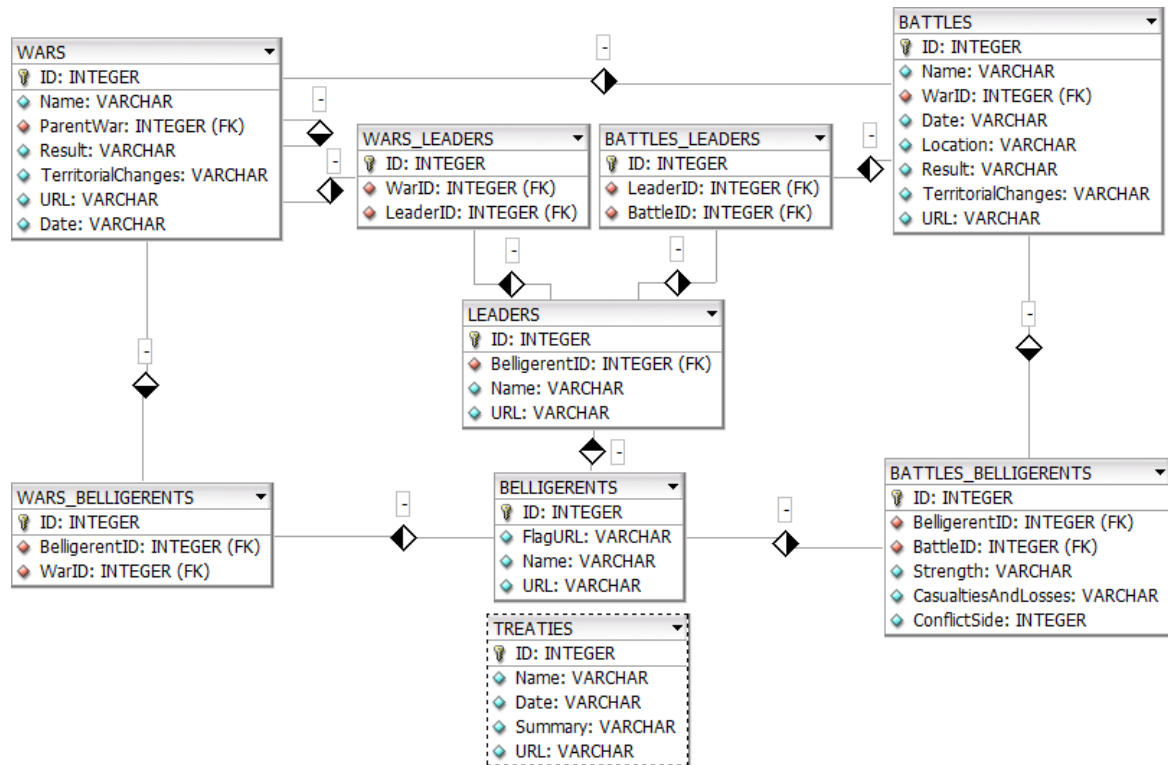 WARS
ID: INTEGER
Name: VARCHAR
ParentWar: INTEGER (FK)
Result: VARCHAR
TerritorialChanges: VARCHAR
URL: VARCHAR
Date: VARCHAR
-
-
-
WARS_LEADERS
ID: INTEGER
WarID: INTEGER (FK)
LeaderID: INTEGER (FK)
BATTLES_LEADERS
ID: INTEGER
LeaderID: INTEGER (FK)
BattleID: INTEGER (FK)
-
BATTLES
ID: INTEGER
Name: VARCHAR
WarID: INTEGER (FK)
Date: VARCHAR
Location: VARCHAR
Result: VARCHAR
TerritorialChanges: VARCHAR
URL: VARCHAR
-
-
LEADERS
ID: INTEGER
BelligerentID: INTEGER (FK)
Name: VARCHAR
URL: VARCHAR
-
-
-
WARS_BELLIGERENTS
ID: INTEGER
BelligerentID: INTEGER (FK)
WarID: INTEGER (FK)
-
BELLIGERENTS
ID: INTEGER
FlagURL: VARCHAR
Name: VARCHAR
URL: VARCHAR
-
BATTLES_BELLIGERENTS
ID: INTEGER
BelligerentID: INTEGER (FK)
BattleID: INTEGER (FK)
Strength: VARCHAR
CasualtiesAndLosses: VARCHAR
ConflictSide: INTEGER
TREATIES
ID: INTEGER
Name: VARCHAR
Date: VARCHAR
Summary: VARCHAR
URL: VARCHAR